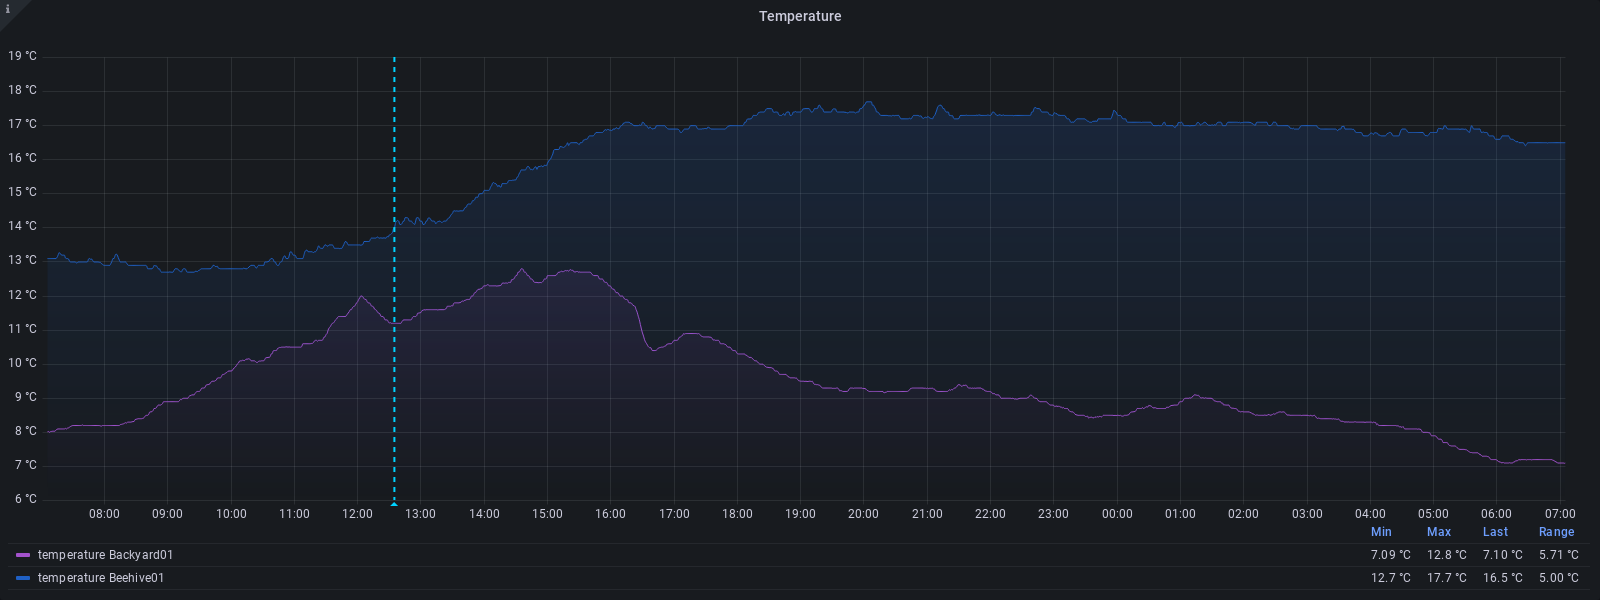 i
Temperature
19 °C
18 °C
17 °C
16 °C
15 °C
14 °C
13 °C
12 °C
11 °C
10 °C
9 °C
8 °C
7 °C
6 °C
08:00 09:00 10:00 11:00 12:00 13:00 14:00 15:00 16:00 17:00 18:00 19:00 20:00 21:00 22:00 23:00 00:00 01:00 02:00 03:00 04:00 05:00 06:00 07:00
Min Max Last Range
temperature Backyard01 7.09 °C 12.8 °C 7.10 °C 5.71 °C
temperature Beehive01 12.7 °C 17.7 °C 16.5 °C 5.00 °C